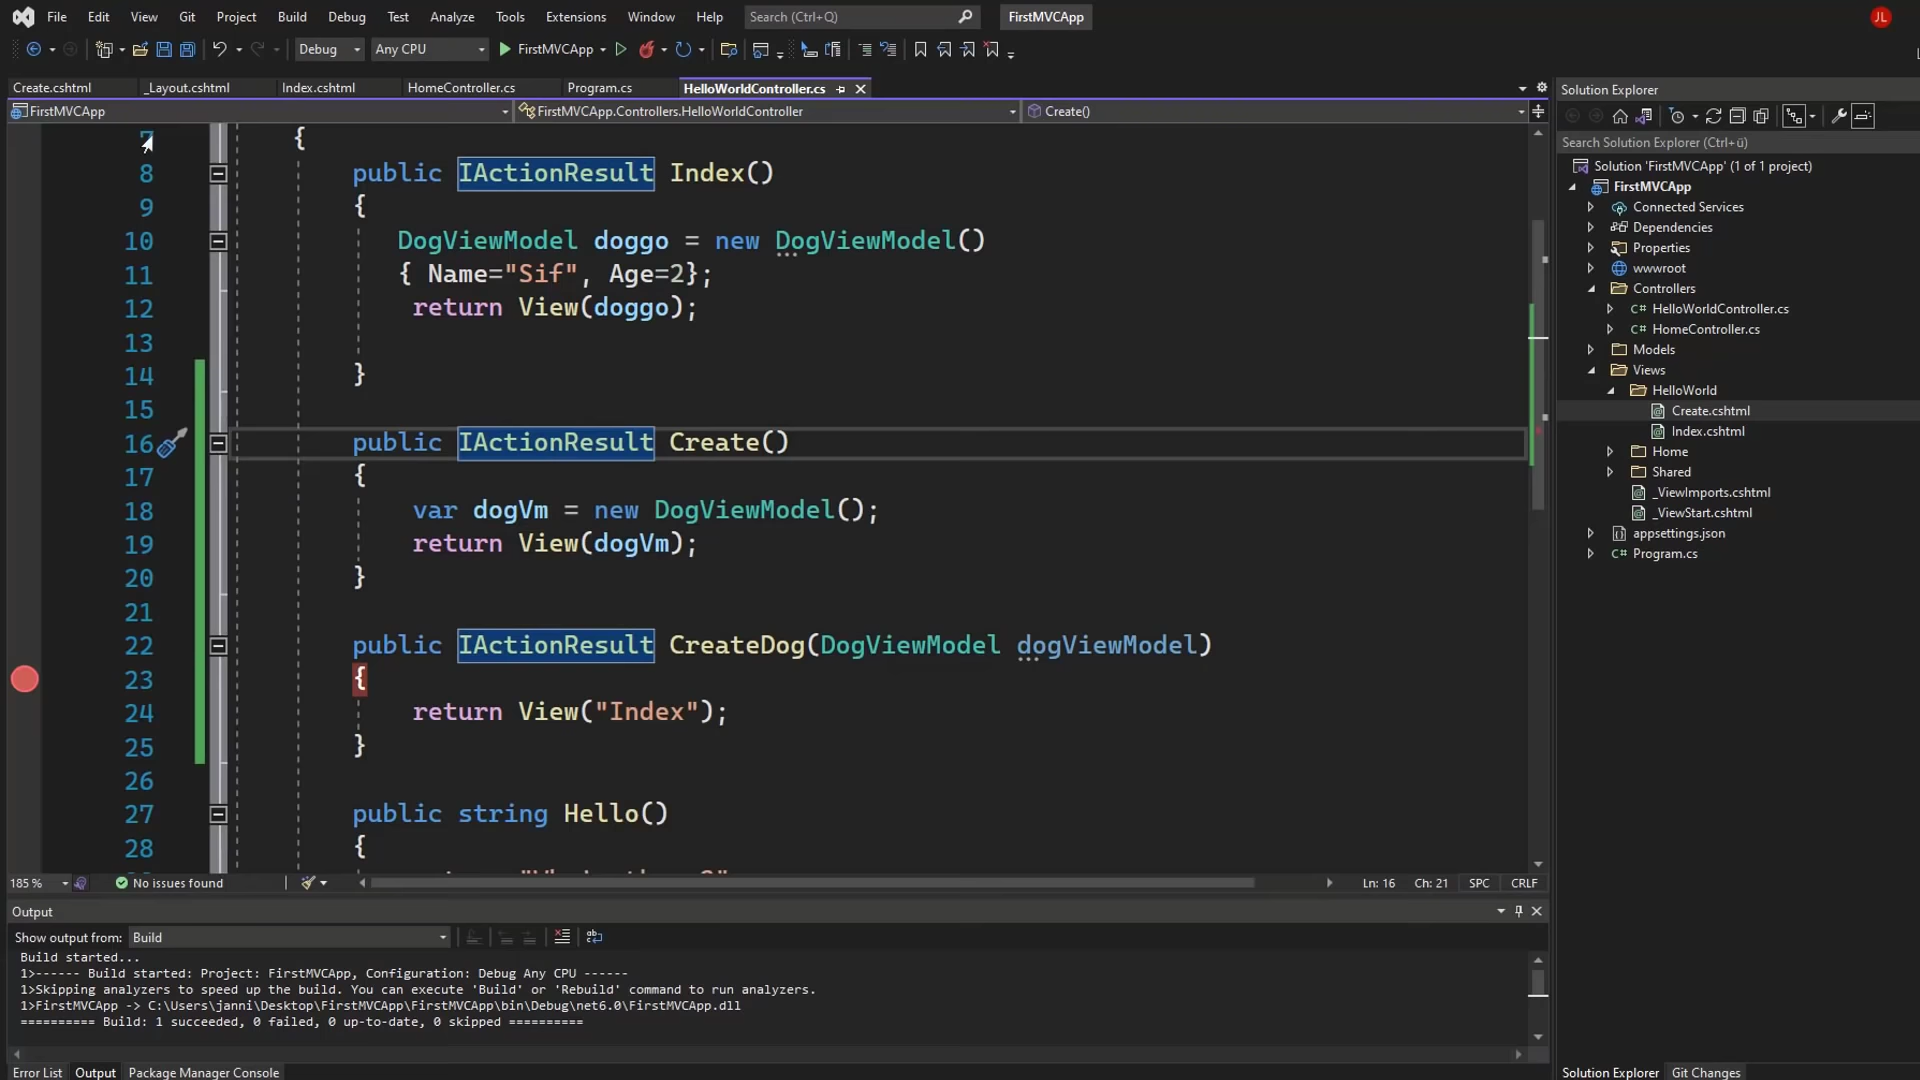 File Edit View Git Project Build Debug Test Analyze Tools Extensions Window Help Search (Ctrl+Q) FirstMVCApp JL
Debug Any CPU FirstMVCApp
Create.cshtml _Layout.cshtml Index.cshtml HomeController.cs Program.cs HelloWorldController.cs
FirstMVCApp FirstMVCApp.Controllers.HelloWorldController Create()
7 {
8 public IActionResult Index()
9 {
10 DogViewModel doggo = new DogViewModel()
11 { Name="Sif", Age=2};
12 return View(doggo);
13
14 }
15
16 public IActionResult Create()
17 {
18 var dogVm = new DogViewModel();
19 return View(dogVm);
20 }
21
22 public IActionResult CreateDog(DogViewModel dogViewModel)
23 {
24 return View("Index");
25 }
26
27 public string Hello()
28 {
185 % No issues found Ln: 16 Ch: 21 SPC CRLF
Output
Show output from: Build
Build started...
1>------ Build started: Project: FirstMVCApp, Configuration: Debug Any CPU ------
1>Skipping analyzers to speed up the build. You can execute 'Build' or 'Rebuild' command to run analyzers.
1>FirstMVCApp -> C:\Users\janni\Desktop\FirstMVCApp\FirstMVCApp\bin\Debug\net6.0\FirstMVCApp.dll
========== Build: 1 succeeded, 0 failed, 0 up-to-date, 0 skipped ==========
Error List Output Package Manager Console
Solution Explorer
Search Solution Explorer (Ctrl+ü)
Solution 'FirstMVCApp' (1 of 1 project)
FirstMVCApp
Connected Services
Dependencies
Properties
wwwroot
Controllers
C# HelloWorldController.cs
C# HomeController.cs
Models
Views
HelloWorld
Create.cshtml
Index.cshtml
Home
Shared
_ViewImports.cshtml
_ViewStart.cshtml
appsettings.json
C# Program.cs
Solution Explorer Git Changes